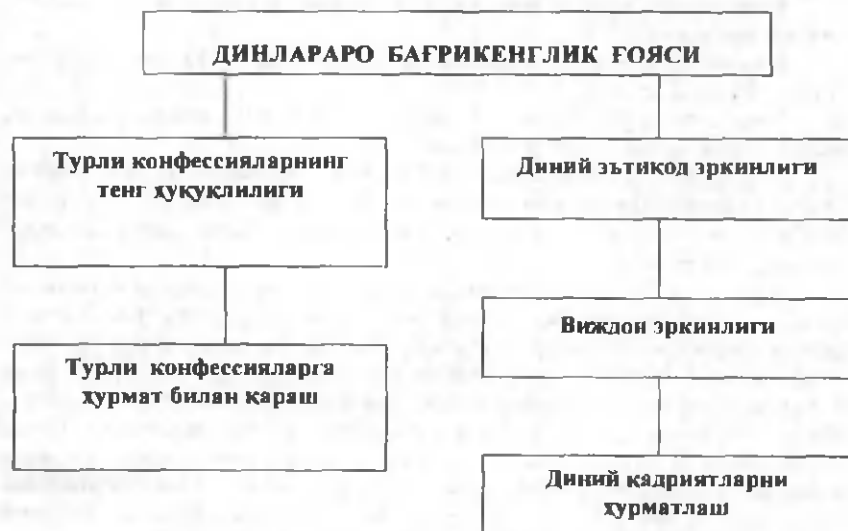 ДИНЛАРАРО БАҒРИКЕНГЛИК ҒОЯСИ
Турли конфессияларнинг
тенг ҳуқуқлилиги
Диний эътиқод эркинлиги
Виждон эркинлиги
Турли конфессияларга
ҳурмат билан қараш
Диний қадриятларни
ҳурматлаш